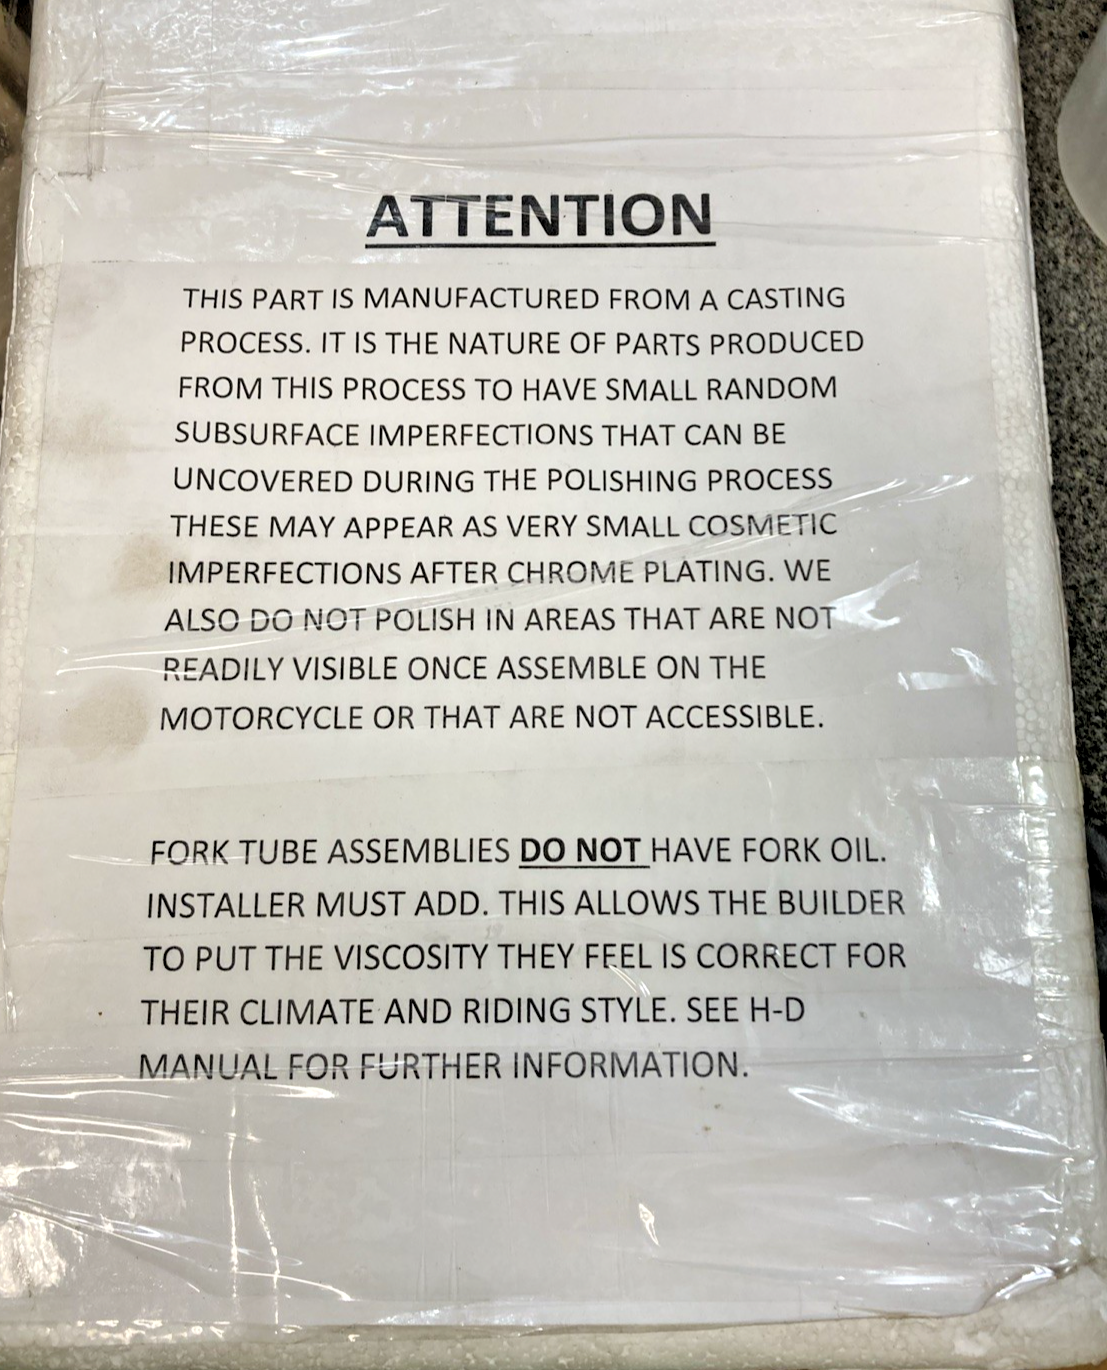 ATTENTION
THIS PART IS MANUFACTURED FROM A CASTING
PROCESS. IT IS THE NATURE OF PARTS PRODUCED
FROM THIS PROCESS TO HAVE SMALL RANDOM
SUBSURFACE IMPERFECTIONS THAT CAN BE
UNCOVERED DURING THE POLISHING PROCESS
THESE MAY APPEAR AS VERY SMALL COSMETIC
IMPERFECTIONS AFTER CHROME PLATING. WE
ALSO DO NOT POLISH IN AREAS THAT ARE NOT
READILY VISIBLE ONCE ASSEMBLE ON THE
MOTORCYCLE OR THAT ARE NOT ACCESSIBLE.
FORK TUBE ASSEMBLIES DO NOT HAVE FORK OIL.
INSTALLER MUST ADD. THIS ALLOWS THE BUILDER
TO PUT THE VISCOSITY THEY FEEL IS CORRECT FOR
THEIR CLIMATE AND RIDING STYLE. SEE H-D
MANUAL FOR FURTHER INFORMATION.